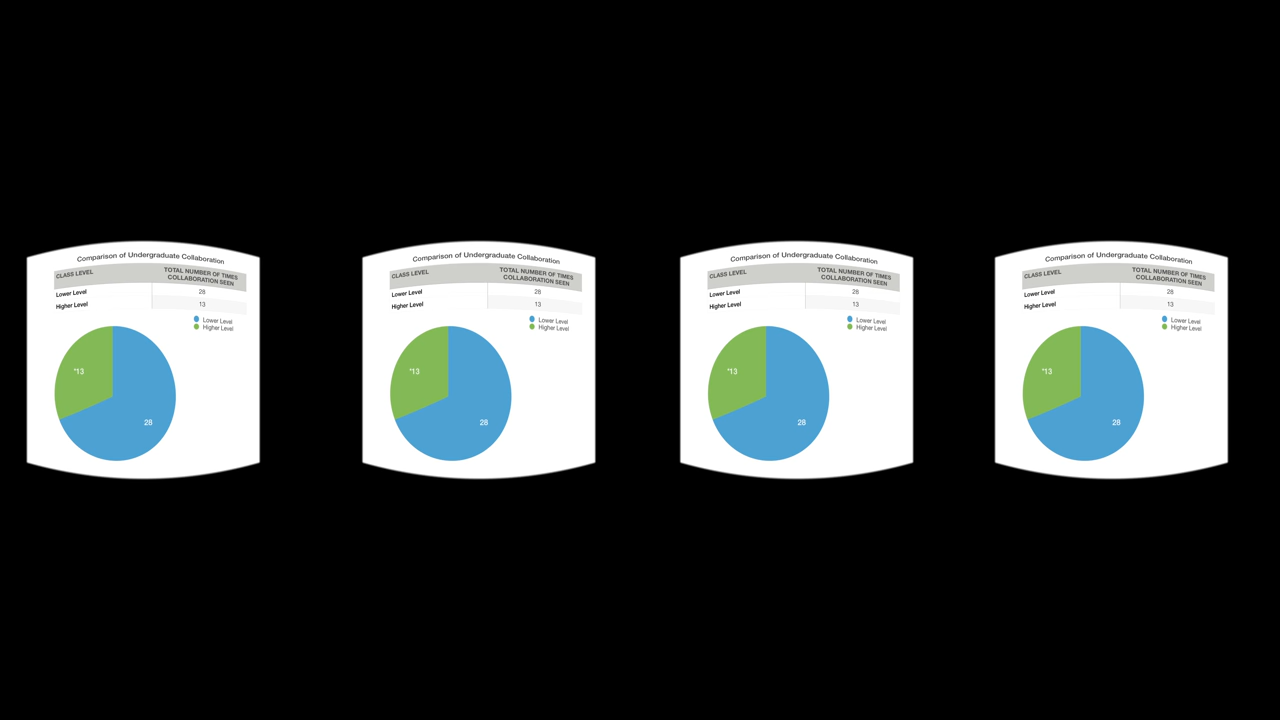 Comparison of Undergraduate Collaboration
CLASS LEVEL
TOTAL NUMBER OF TIMES
COLLABORATION SEEN
Lower Level
28
Higher Level
13
Lower Level
Higher Level
"13
28
Comparison of Undergraduate Collaboration
CLASS LEVEL
TOTAL NUMBER OF TIMES
COLLABORATION SEEN
Lower Level
28
Higher Level
13
Lower Level
Higher Level
"13
28
Comparison of Undergraduate Collaboration
CLASS LEVEL
TOTAL NUMBER OF TIMES
COLLABORATION SEEN
Lower Level
28
Higher Level
13
Lower Level
Higher Level
"13
28
Comparison of Undergraduate Collaboration
CLASS LEVEL
TOTAL NUMBER OF TIMES
COLLABORATION SEEN
Lower Level
28
Higher Level
13
Lower Level
Higher Level
"13
28